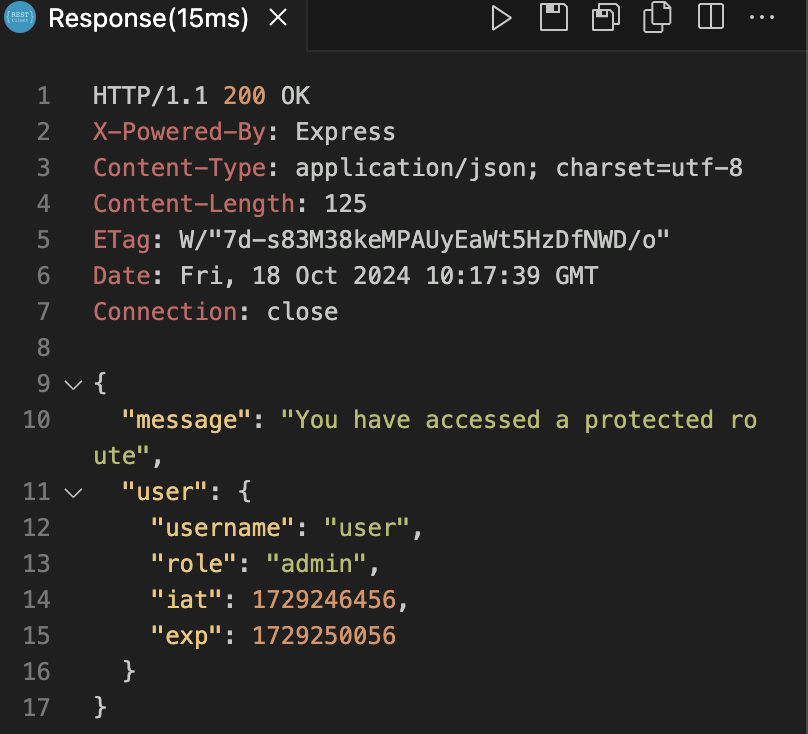 REST
Client
Response(15ms)
1 HTTP/1.1 200 OK
2 X-Powered-By: Express
3 Content-Type: application/json; charset=utf-8
4 Content-Length: 125
5 ETag: W/"7d-s83M38keMPAUyEaWt5HzDfNWD/o"
6 Date: Fri, 18 Oct 2024 10:17:39 GMT
7 Connection: close
8
9 {
10 "message": "You have accessed a protected ro
ute",
11 "user": {
12 "username": "user",
13 "role": "admin",
14 "iat": 1729246456,
15 "exp": 1729250056
16 }
17 }